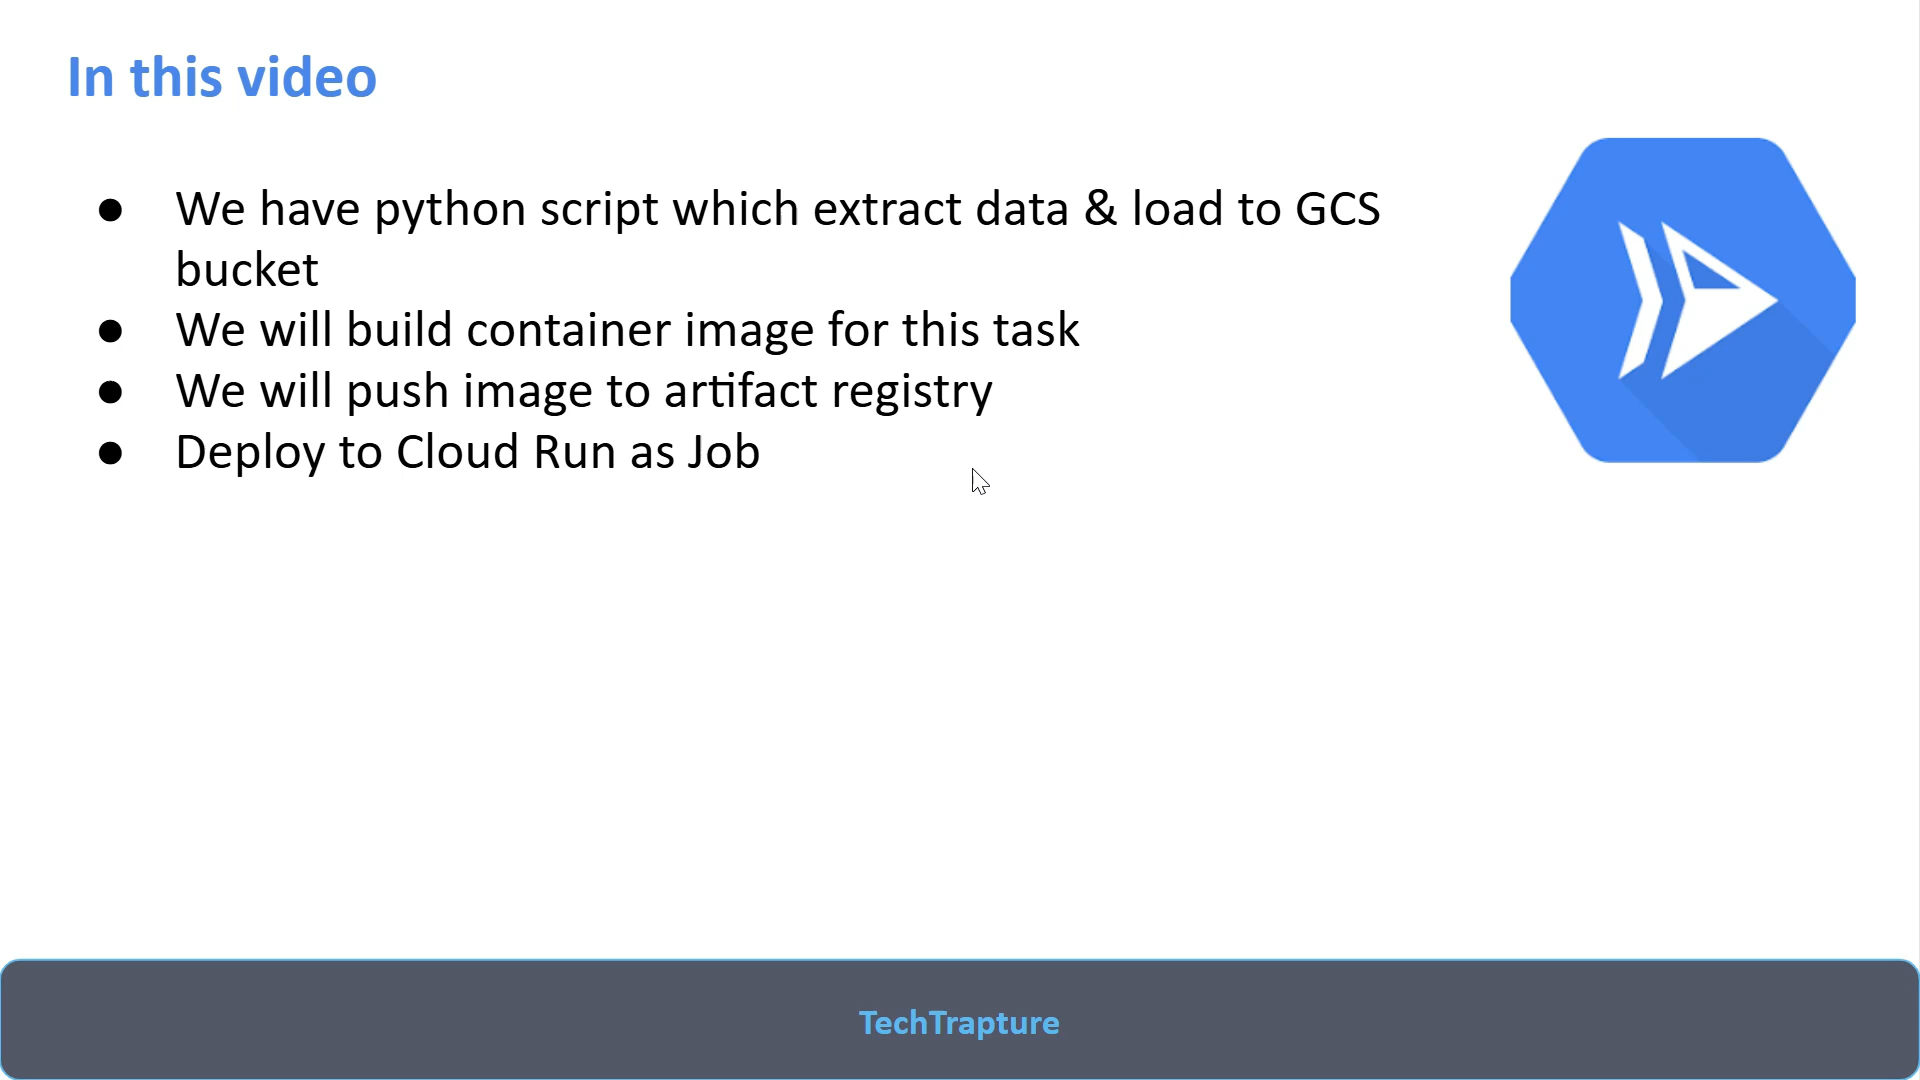 In this video
● We have python script which extract data & load to GCS
bucket
● We will build container image for this task
● We will push image to artifact registry
● Deploy to Cloud Run as Job
TechTrapture